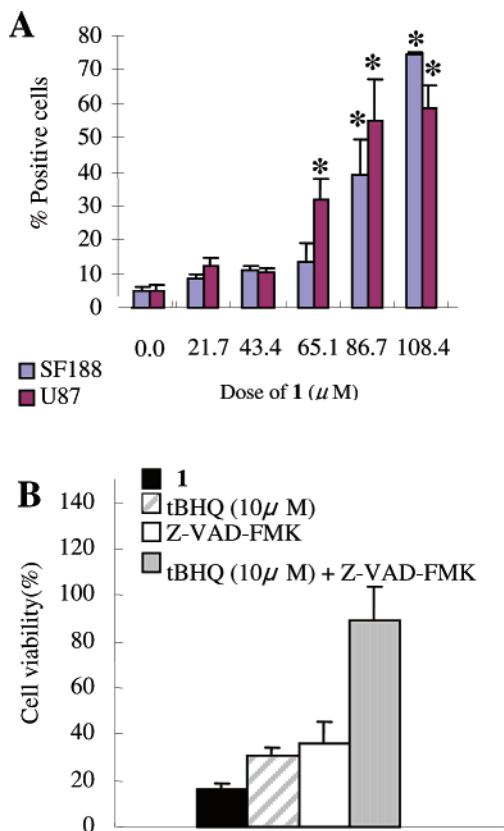 A
80
70
60
50
40
30
20
10
0
% Positive cells
* * * * *
0.0 21.7 43.4 65.1 86.7 108.4
SF188
U87
Dose of 1 (μ M)
B
1
tBHQ (10μ M)
Z-VAD-FMK
tBHQ (10μ M) + Z-VAD-FMK
140
120
100
80
60
40
20
0
Cell viability(%)